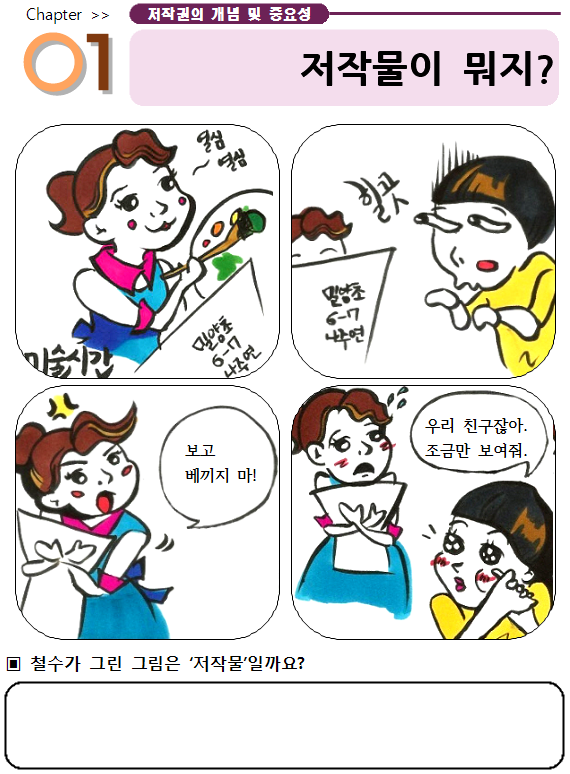 Chapter >>
저작권의 개념 및 중요성
01
저작물이 뭐지?
열심
~ 열심
미술시간
밀양초
6-7
나주연
힐끗
밀양초
6-7
나주연
보고
베끼지 마!
우리 친구잖아.
조금만 보여줘.
▣ 철수가 그린 그림은 ‘저작물’일까요?